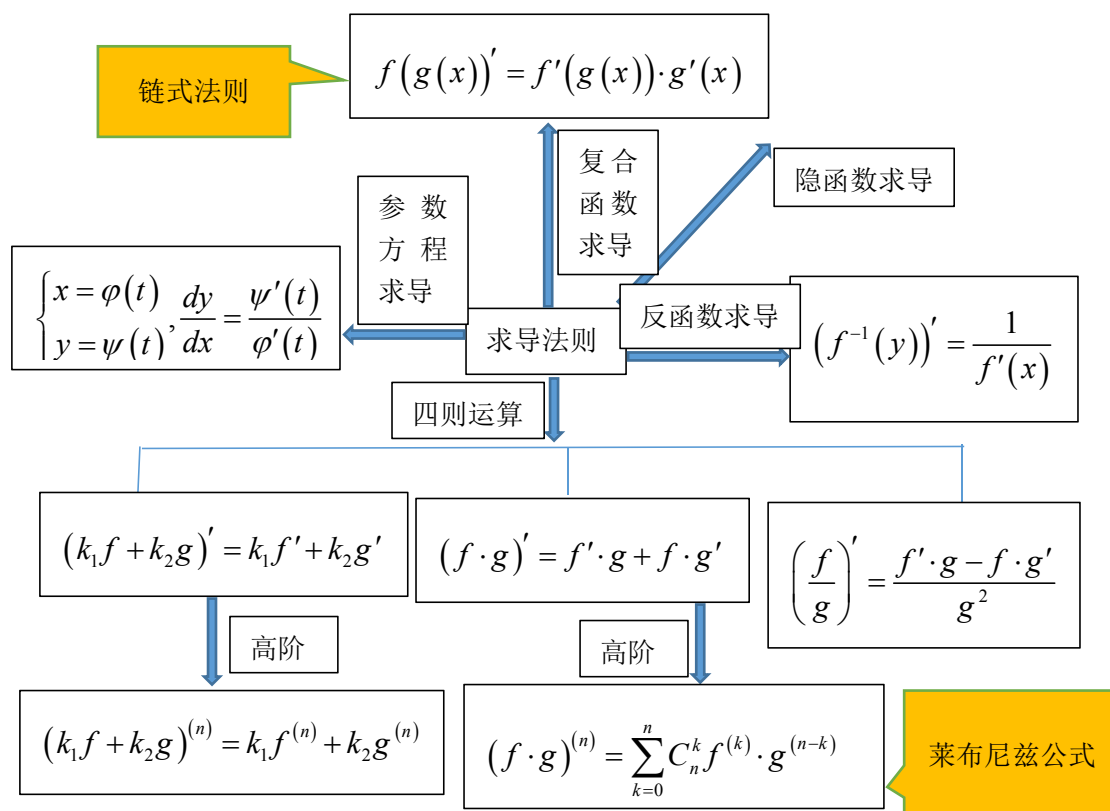 链式法则
f(g(x))′ = f′(g(x))·g′(x)
复合
函数
求导
隐函数求导
参数
方程
求导
{x = φ(t)
y = ψ(t), dy/dx = ψ′(t)/φ′(t)
求导法则
反函数求导
(f⁻¹(y))′ = 1/f′(x)
四则运算
(k₁f + k₂g)′ = k₁f′ + k₂g′
(f·g)′ = f′·g + f·g′
(f/g)′ = (f′·g − f·g′)/g²
高阶
高阶
(k₁f + k₂g)⁽ⁿ⁾ = k₁f⁽ⁿ⁾ + k₂g⁽ⁿ⁾
(f·g)⁽ⁿ⁾ = ∑_{k=0}^{n} C_n^k f^{(k)}·g^{(n−k)}
莱布尼兹公式